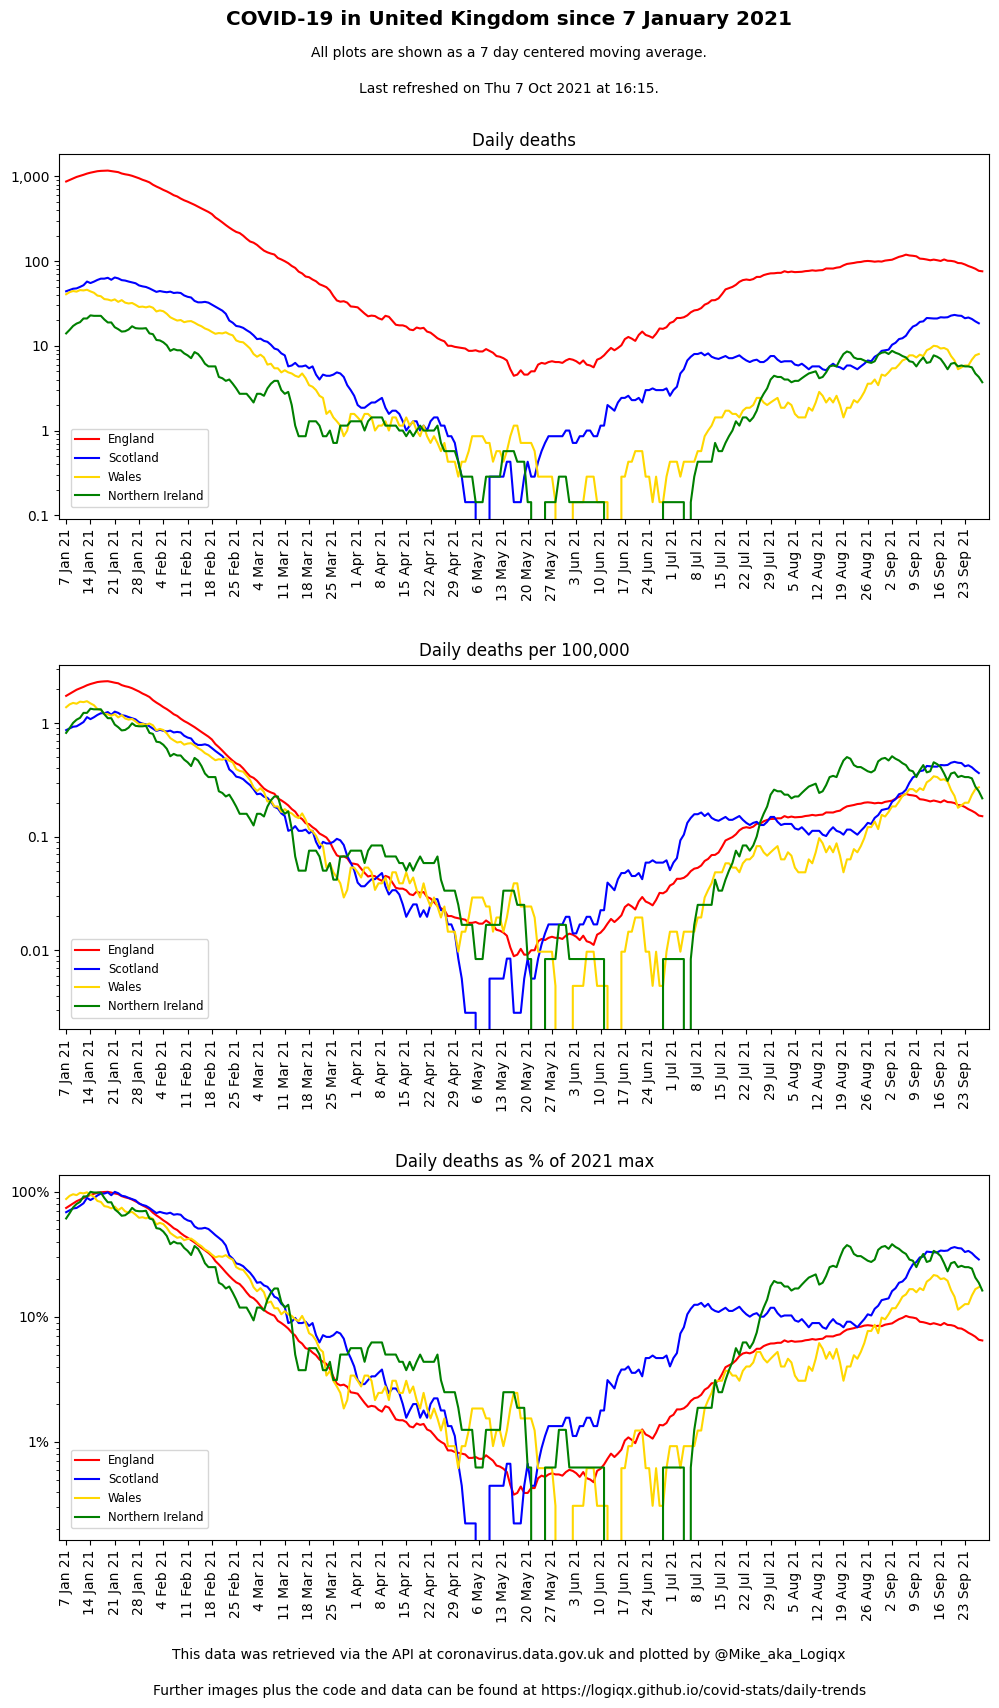 COVID-19 in United Kingdom since 7 January 2021
All plots are shown as a 7 day centered moving average.
Last refreshed on Thu 7 Oct 2021 at 16:15.
Daily deaths
1,000
100
10
1
0.1
England
Scotland
Wales
Northern Ireland
7 Jan 21
14 Jan 21
21 Jan 21
28 Jan 21
4 Feb 21
11 Feb 21
18 Feb 21
25 Feb 21
4 Mar 21
11 Mar 21
18 Mar 21
25 Mar 21
1 Apr 21
8 Apr 21
15 Apr 21
22 Apr 21
29 Apr 21
6 May 21
13 May 21
20 May 21
27 May 21
3 Jun 21
10 Jun 21
17 Jun 21
24 Jun 21
1 Jul 21
8 Jul 21
15 Jul 21
22 Jul 21
29 Jul 21
5 Aug 21
12 Aug 21
19 Aug 21
26 Aug 21
2 Sep 21
9 Sep 21
16 Sep 21
23 Sep 21
Daily deaths per 100,000
1
0.1
0.01
England
Scotland
Wales
Northern Ireland
7 Jan 21
14 Jan 21
21 Jan 21
28 Jan 21
4 Feb 21
11 Feb 21
18 Feb 21
25 Feb 21
4 Mar 21
11 Mar 21
18 Mar 21
25 Mar 21
1 Apr 21
8 Apr 21
15 Apr 21
22 Apr 21
29 Apr 21
6 May 21
13 May 21
20 May 21
27 May 21
3 Jun 21
10 Jun 21
17 Jun 21
24 Jun 21
1 Jul 21
8 Jul 21
15 Jul 21
22 Jul 21
29 Jul 21
5 Aug 21
12 Aug 21
19 Aug 21
26 Aug 21
2 Sep 21
9 Sep 21
16 Sep 21
23 Sep 21
Daily deaths as % of 2021 max
100%
10%
1%
England
Scotland
Wales
Northern Ireland
7 Jan 21
14 Jan 21
21 Jan 21
28 Jan 21
4 Feb 21
11 Feb 21
18 Feb 21
25 Feb 21
4 Mar 21
11 Mar 21
18 Mar 21
25 Mar 21
1 Apr 21
8 Apr 21
15 Apr 21
22 Apr 21
29 Apr 21
6 May 21
13 May 21
20 May 21
27 May 21
3 Jun 21
10 Jun 21
17 Jun 21
24 Jun 21
1 Jul 21
8 Jul 21
15 Jul 21
22 Jul 21
29 Jul 21
5 Aug 21
12 Aug 21
19 Aug 21
26 Aug 21
2 Sep 21
9 Sep 21
16 Sep 21
23 Sep 21
This data was retrieved via the API at coronavirus.data.gov.uk and plotted by @Mike_aka_Logiqx
Further images plus the code and data can be found at https://logiqx.github.io/covid-stats/daily-trends